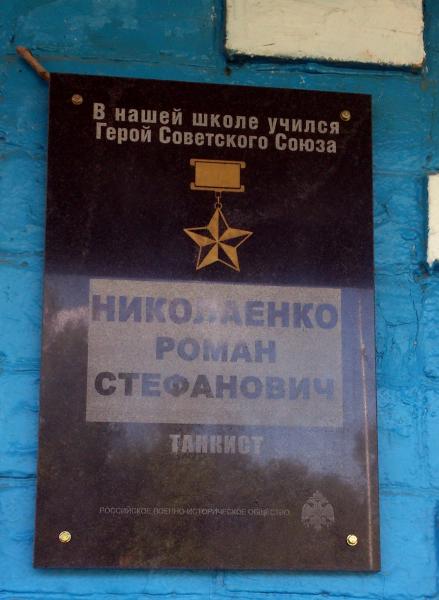 В нашей школе учился
Герой Советского Союза
НИКОЛАЕНКО
РОМАН
СТЕФАНОВИЧ
ТАНКИСТ
РОССИЙСКОЕ ВОЕННО-ИСТОРИЧЕСКОЕ ОБЩЕСТВО